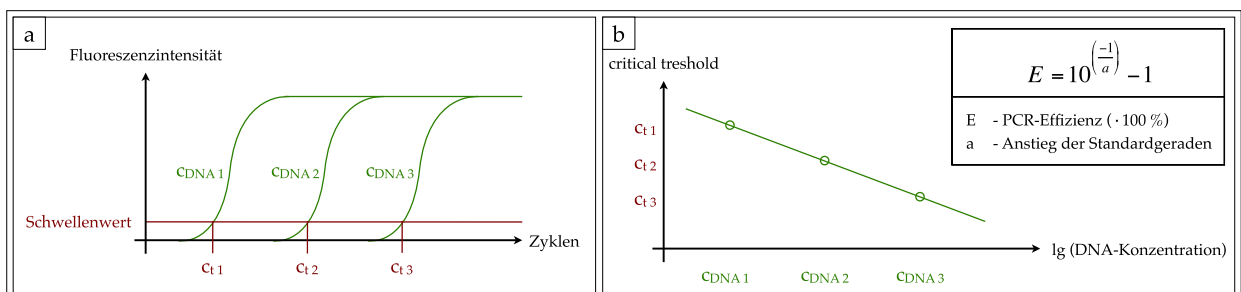 a
Fluoreszenzintensität
cDNA 1
cDNA 2
cDNA 3
Schwellenwert
Zyklen
ct 1
ct 2
ct 3
b
critical treshold
ct 1
ct 2
ct 3
lg (DNA-Konzentration)
cDNA 1
cDNA 2
cDNA 3
E = 10^(-1/a) - 1
E - PCR-Effizienz ( · 100 %)
a - Anstieg der Standardgeraden